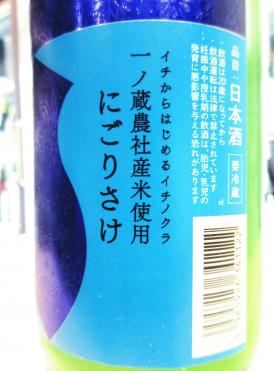 品目：日本酒
要冷蔵
飲酒は20歳になってから
飲酒運転は法律で禁止されています
妊娠中や授乳期の飲酒は、胎児・乳児の
発育に悪影響を与える恐れがあります
イチからはじめるイチノクラ
一ノ蔵農社産米使用
にごりさけ